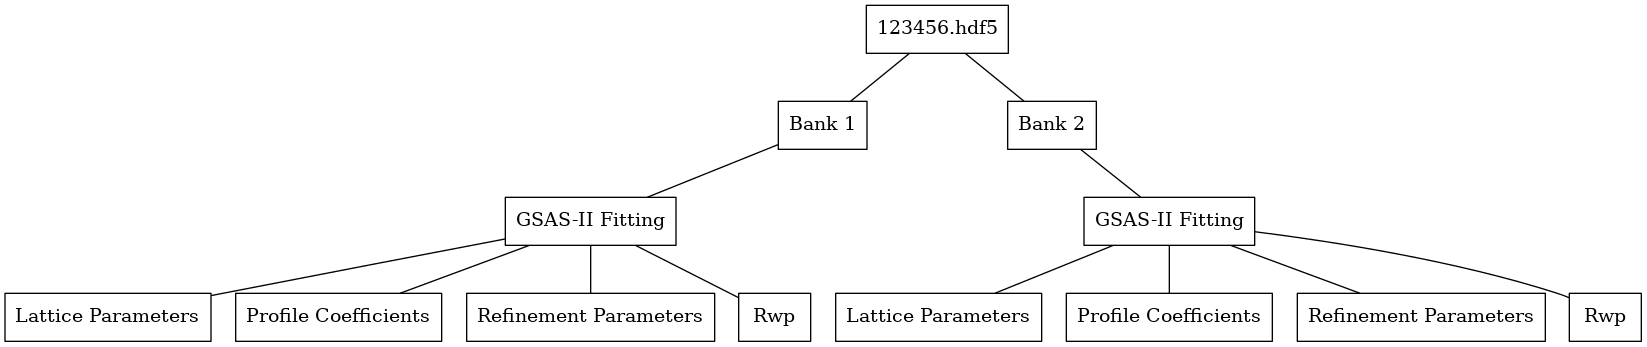 123456.hdf5
Bank 1
Bank 2
GSAS-II Fitting
GSAS-II Fitting
Lattice Parameters
Profile Coefficients
Refinement Parameters
Rwp
Lattice Parameters
Profile Coefficients
Refinement Parameters
Rwp